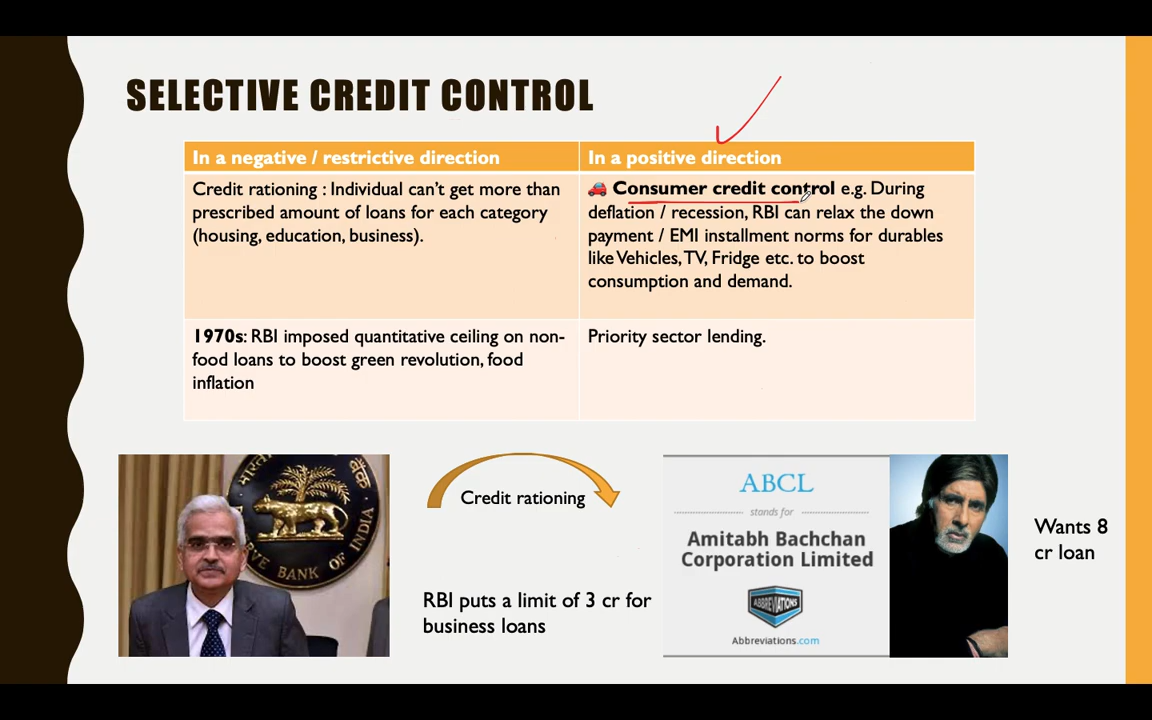 SELECTIVE CREDIT CONTROL
In a negative / restrictive direction
Credit rationing : Individual can't get more than
prescribed amount of loans for each category
(housing, education, business).
In a positive direction
Consumer credit control e.g. During
deflation / recession, RBI can relax the down
payment / EMI installment norms for durables
like Vehicles, TV, Fridge etc. to boost
consumption and demand.
1970s: RBI imposed quantitative ceiling on non-
food loans to boost green revolution, food
inflation
Priority sector lending.
BANK OF INDIA
Credit rationing
RBI puts a limit of 3 cr for
business loans
ABCL
stands for
Amitabh Bachchan
Corporation Limited
ABBREVIATIONS
Abbreviations.com
Wants 8
cr loan